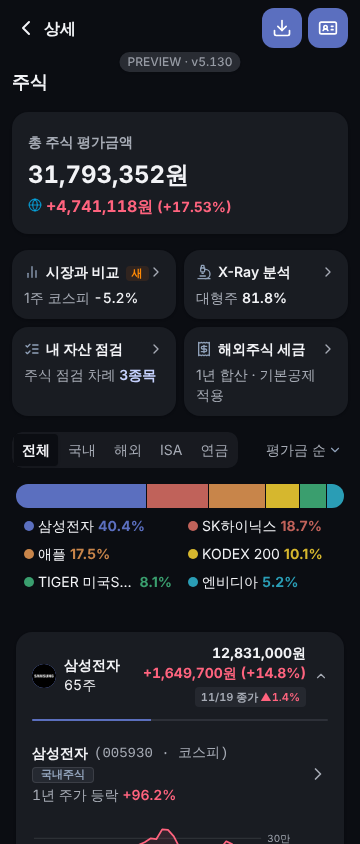 상세
PREVIEW · v5.130
주식
총 주식 평가금액
31,793,352원
+4,741,118원 (+17.53%)
시장과 비교 새
1주 코스피 -5.2%
X-Ray 분석
대형주 81.8%
내 자산 점검
주식 점검 차례 3종목
해외주식 세금
1년 합산 · 기본공제
적용
전체 국내 해외 ISA 연금 평가금 순
삼성전자 40.4% SK하이닉스 18.7%
애플 17.5% KODEX 200 10.1%
TIGER 미국S... 8.1% 엔비디아 5.2%
SAMSUNG
삼성전자
65주
12,831,000원
+1,649,700원 (+14.8%)
11/19 종가 ▲1.4%
삼성전자 (005930 · 코스피)
국내주식
1년 주가 등락 +96.2%
30만